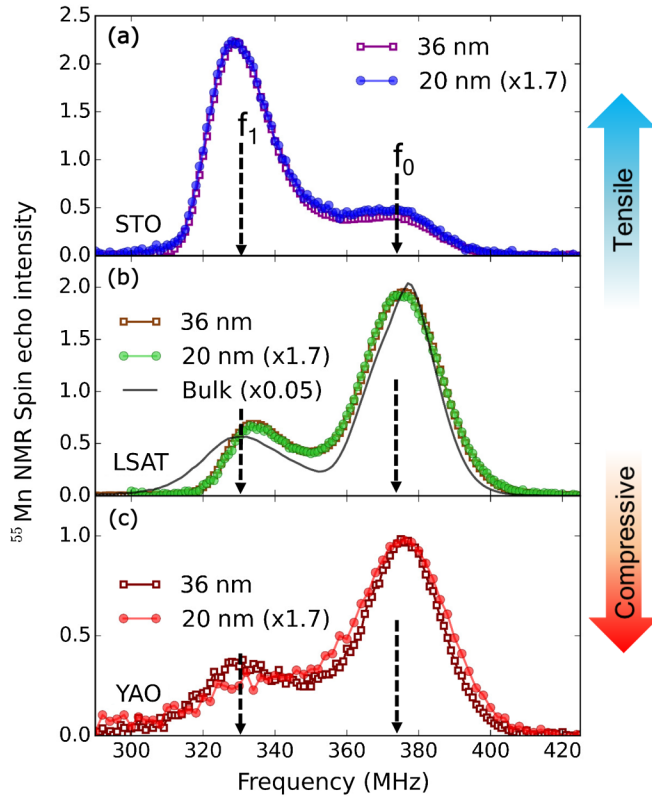 (a)
36 nm
20 nm (x1.7)
f1
f0
STO
2.5
2.0
1.5
1.0
0.5
0.0
(b)
36 nm
20 nm (x1.7)
Bulk (x0.05)
LSAT
2.0
1.5
1.0
0.5
0.0
(c)
36 nm
20 nm (x1.7)
YAO
1.0
0.5
0.0
300 320 340 360 380 400 420
Frequency (MHz)
⁵⁵Mn NMR Spin echo intensity
Tensile
Compressive